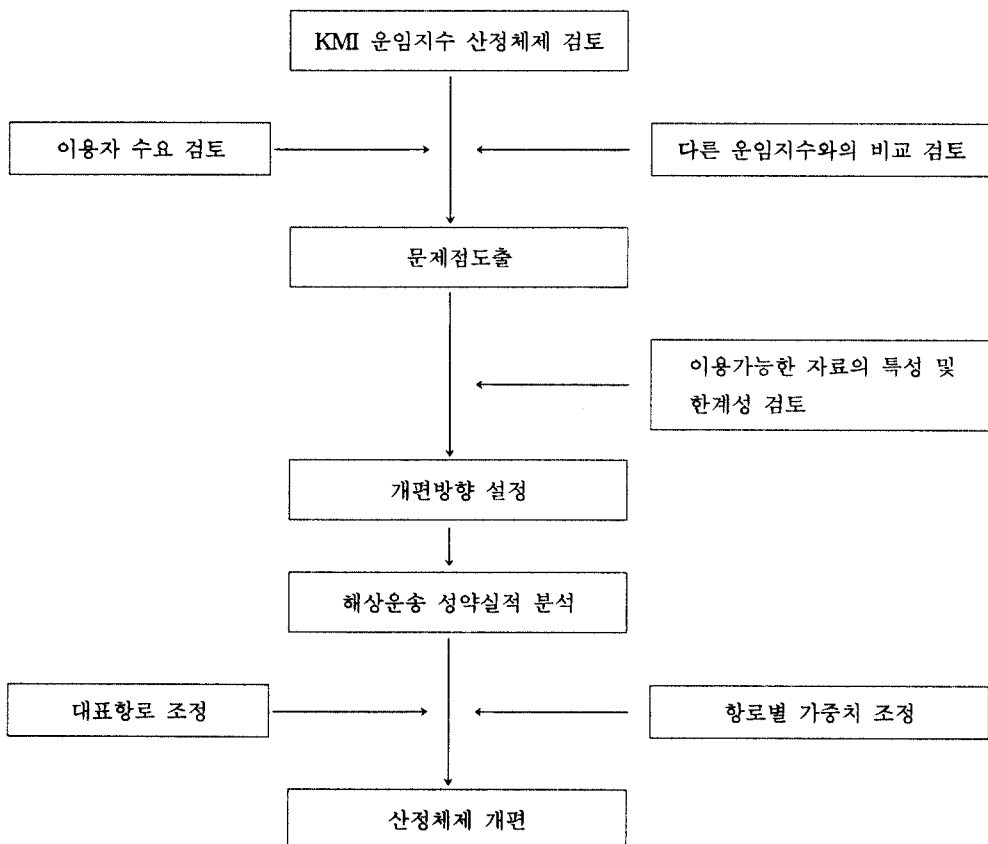 KMI 운임지수 산정체제 검토
이용자 수요 검토
다른 운임지수와의 비교 검토
문제점도출
이용가능한 자료의 특성 및
한계성 검토
개편방향 설정
해상운송 성약실적 분석
대표항로 조정
항로별 가중치 조정
산정체제 개편